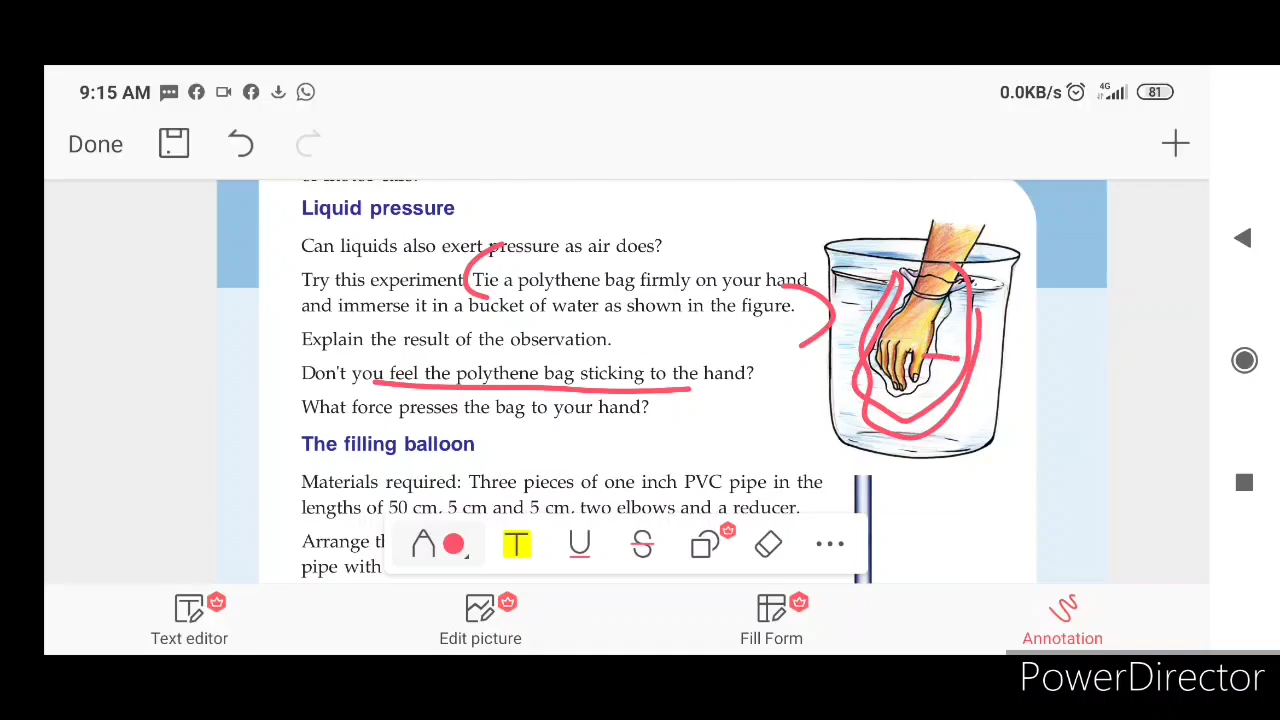 9:15 AM
0.0KB/s 4G 81
Done
Liquid pressure
Can liquids also exert pressure as air does?
Try this experiment. Tie a polythene bag firmly on your hand
and immerse it in a bucket of water as shown in the figure.
Explain the result of the observation.
Don't you feel the polythene bag sticking to the hand?
What force presses the bag to your hand?
The filling balloon
Materials required: Three pieces of one inch PVC pipe in the
lengths of 50 cm, 5 cm and 5 cm, two elbows and a reducer.
Arrange
pipe with
T U S
Text editor
Edit picture
Fill Form
Annotation
PowerDirector